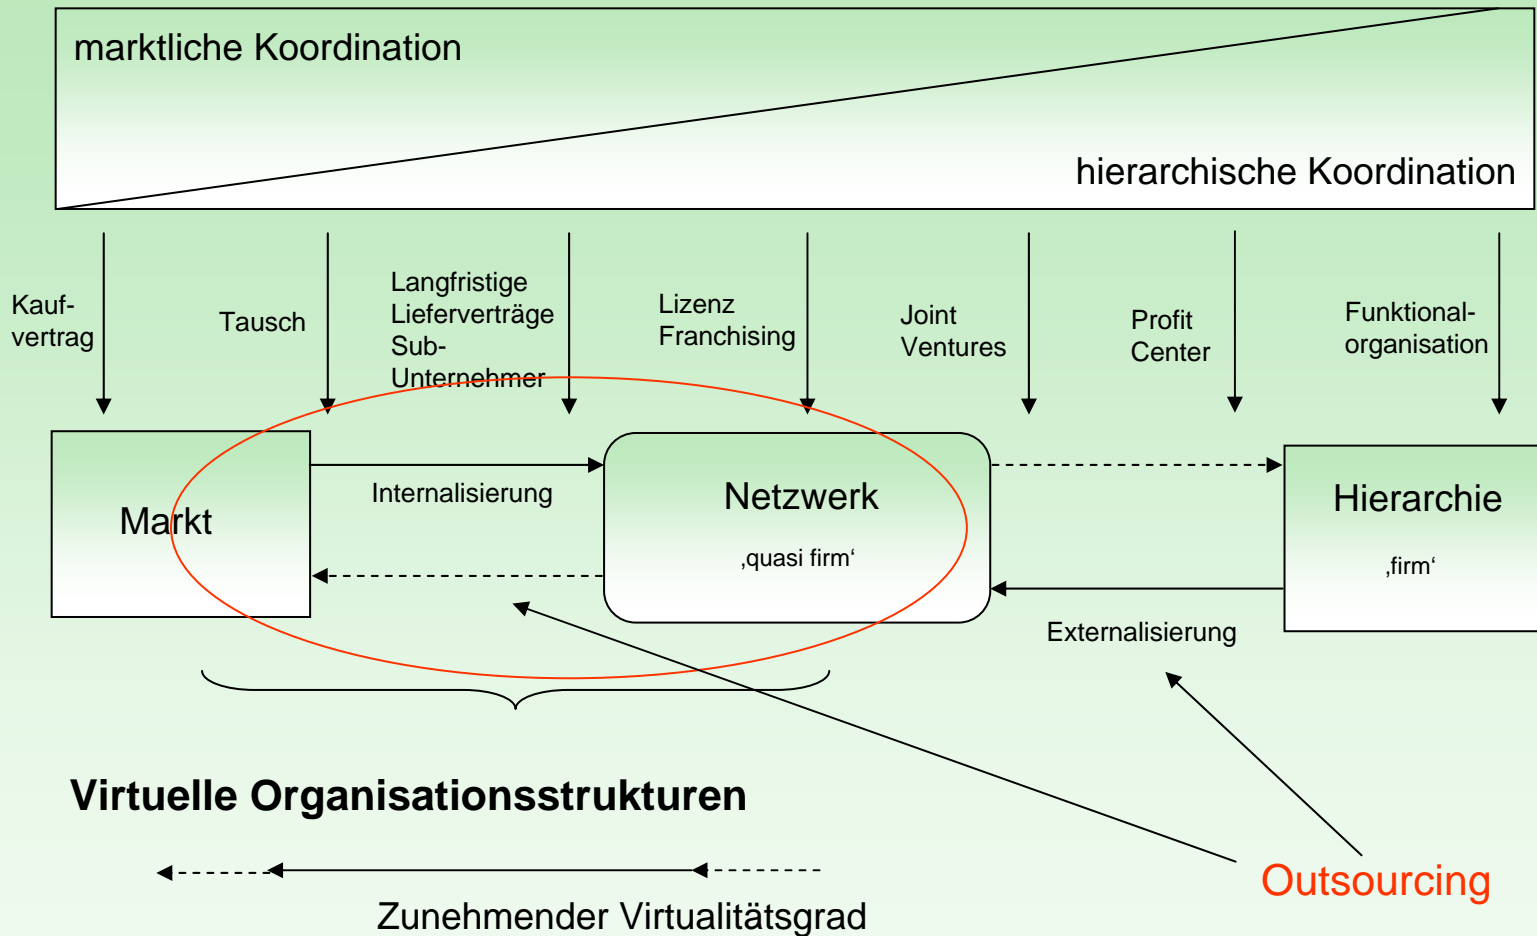 marktliche Koordination
hierarchische Koordination
Kauf-
vertrag
Tausch
Langfristige
Lieferverträge
Sub-
Unternehmer
Lizenz
Franchising
Joint
Ventures
Profit
Center
Funktional-
organisation
Markt
Internalisierung
Netzwerk
‚quasi firm‘
Hierarchie
‚firm‘
Externalisierung
Virtuelle Organisationsstrukturen
Outsourcing
Zunehmender Virtualitätsgrad